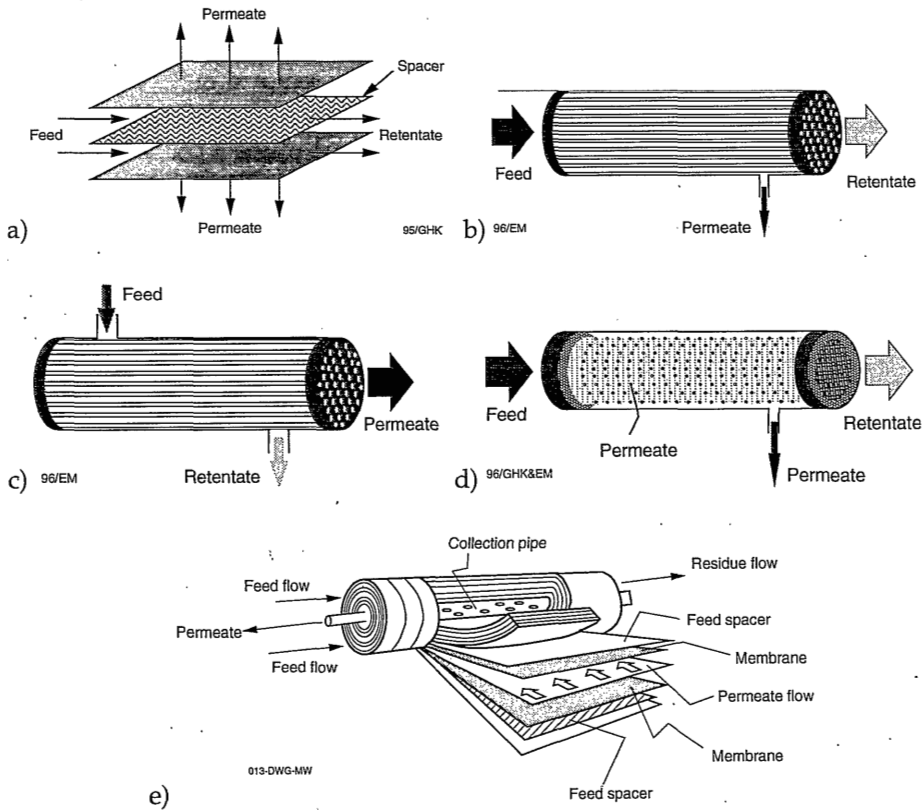 Permeate
Spacer
Feed
Retentate
Permeate
a)
95/GHK
Feed
Retentate
Permeate
b)
96/EM
Feed
Permeate
Retentate
c)
96/EM
Feed
Permeate
Retentate
Permeate
d)
96/GHK&EM
Collection pipe
Feed flow
Residue flow
Permeate
Feed spacer
Feed flow
Membrane
Permeate flow
Membrane
013-DWG-MW
Feed spacer
e)